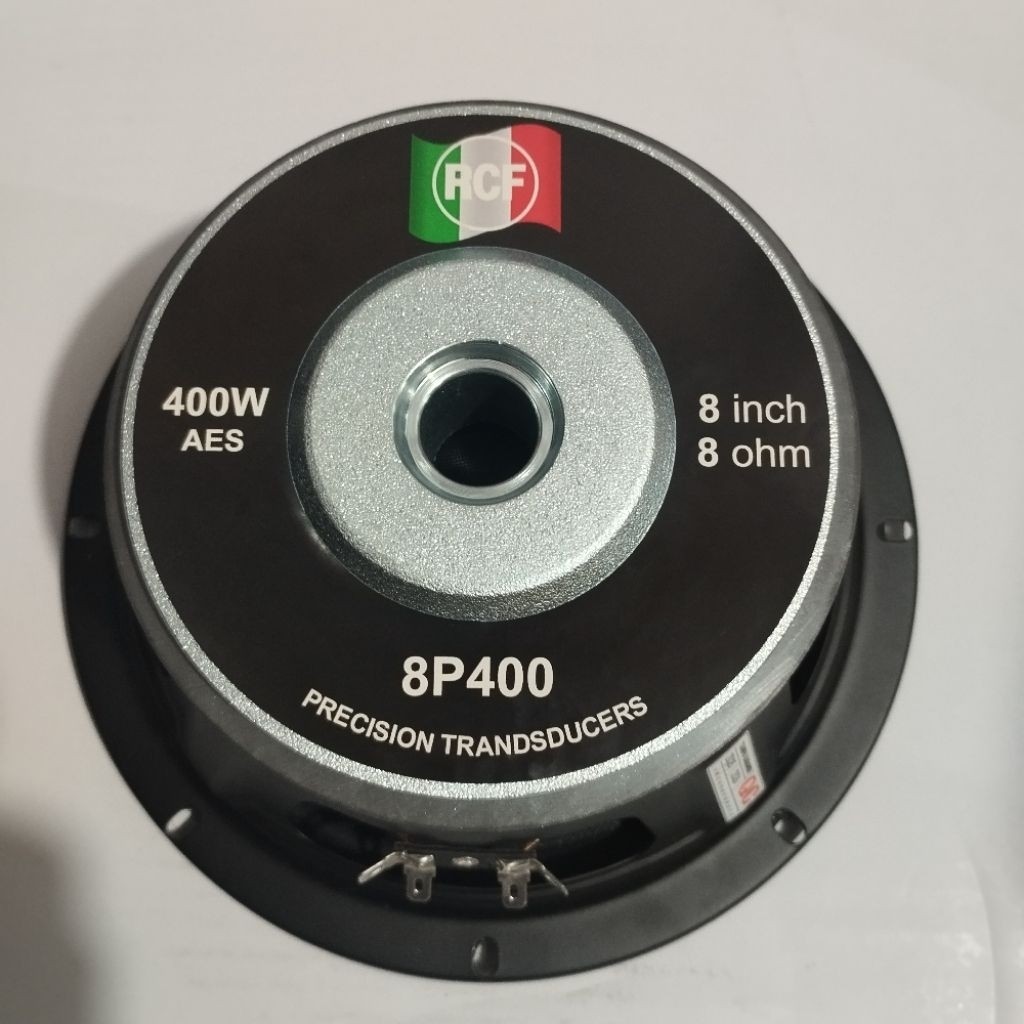 RCF
400W
AES
8 inch
8 ohm
8P400
PRECISION TRANDSDUCERS